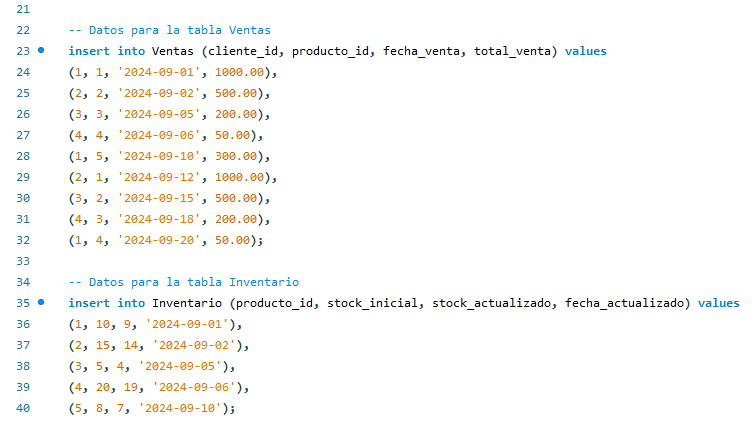 21
22 -- Datos para la tabla Ventas
23 insert into Ventas (cliente_id, producto_id, fecha_venta, total_venta) values
24 (1, 1, '2024-09-01', 1000.00),
25 (2, 2, '2024-09-02', 500.00),
26 (3, 3, '2024-09-05', 200.00),
27 (4, 4, '2024-09-06', 50.00),
28 (1, 5, '2024-09-10', 300.00),
29 (2, 1, '2024-09-12', 1000.00),
30 (3, 2, '2024-09-15', 500.00),
31 (4, 3, '2024-09-18', 200.00),
32 (1, 4, '2024-09-20', 50.00);
33
34 -- Datos para la tabla Inventario
35 insert into Inventario (producto_id, stock_inicial, stock_actualizado, fecha_actualizado) values
36 (1, 10, 9, '2024-09-01'),
37 (2, 15, 14, '2024-09-02'),
38 (3, 5, 4, '2024-09-05'),
39 (4, 20, 19, '2024-09-06'),
40 (5, 8, 7, '2024-09-10');